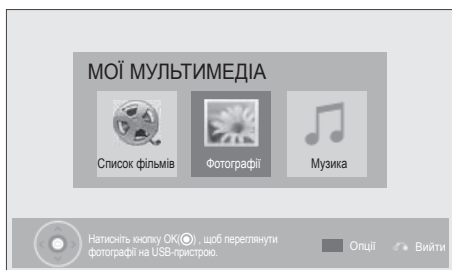 МОЇ МУЛЬТИМЕДІА
Список фільмів
Фотографії
Музика
Натисніть кнопку OK(◉) , щоб переглянути
фотографії на USB-пристрою.
Опції
Вийти